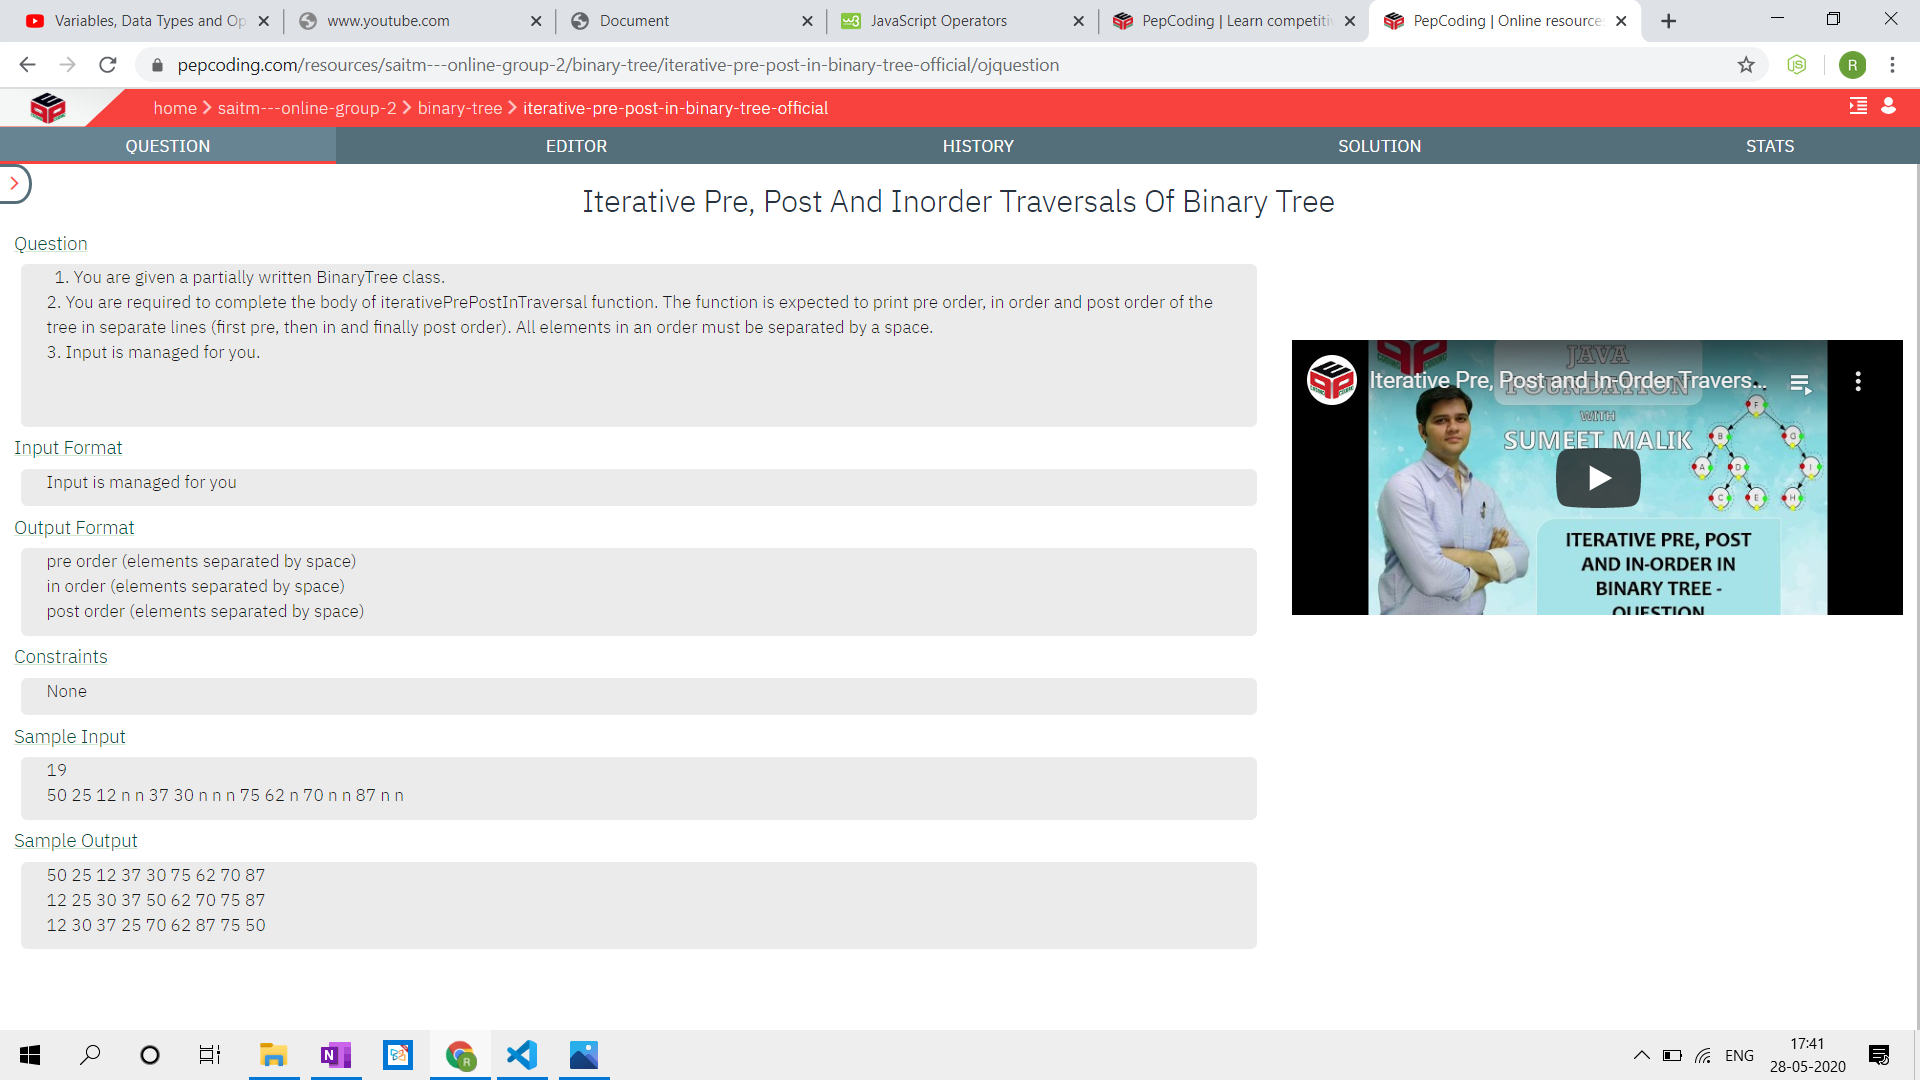 Variables, Data Types and Op
www.youtube.com
Document
JavaScript Operators
PepCoding | Learn competitiv
PepCoding | Online resource
pepcoding.com/resources/saitm---online-group-2/binary-tree/iterative-pre-post-in-binary-tree-official/ojquestion
R
home > saitm---online-group-2 > binary-tree > iterative-pre-post-in-binary-tree-official
QUESTION EDITOR HISTORY SOLUTION STATS
Iterative Pre, Post And Inorder Traversals Of Binary Tree
Question
1. You are given a partially written BinaryTree class.
2. You are required to complete the body of iterativePrePostInTraversal function. The function is expected to print pre order, in order and post order of the
tree in separate lines (first pre, then in and finally post order). All elements in an order must be separated by a space.
3. Input is managed for you.
Input Format
Input is managed for you
Output Format
pre order (elements separated by space)
in order (elements separated by space)
post order (elements separated by space)
Constraints
None
Sample Input
19
50 25 12 n n 37 30 n n n 75 62 n 70 n n 87 n n
Sample Output
50 25 12 37 30 75 62 70 87
12 25 30 37 50 62 70 75 87
12 30 37 25 70 62 87 75 50
Iterative Pre, Post and In-Order Travers...
JAVA
FOUNDATION
WITH
SUMEET MALIK
F
B
G
A
D
I
C
E
H
ITERATIVE PRE, POST
AND IN-ORDER IN
BINARY TREE -
QUESTION
ENG
17:41
28-05-2020